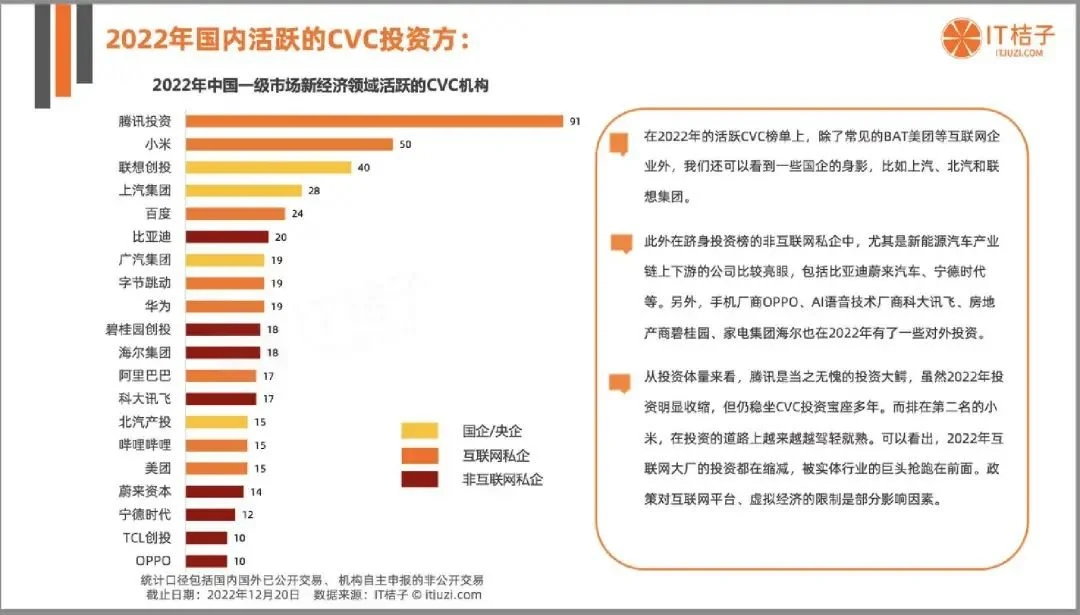 2022年国内活跃的CVC投资方：
IT桔子
ITJUZI.COM
2022年中国一级市场新经济领域活跃的CVC机构
腾讯投资 91
小米 50
联想创投 40
上汽集团 28
百度 24
比亚迪 20
广汽集团 19
字节跳动 19
华为 19
碧桂园创投 18
海尔集团 18
阿里巴巴 17
科大讯飞 17
北汽产投 15
哔哩哔哩 15
美团 15
蔚来资本 14
宁德时代 12
TCL创投 10
OPPO 10
国企/央企
互联网私企
非互联网私企
统计口径包括国内国外已公开交易、机构自主申报的非公开交易
截止日期：2022年12月20日 数据来源：IT桔子 © itjuzi.com
在2022年的活跃CVC榜单上，除了常见的BAT美团等互联网企
业外，我们还可以看到一些国企的身影，比如上汽、北汽和联
想集团。
此外在跻身投资榜的非互联网私企中，尤其是新能源汽车产业
链上下游的公司比较亮眼，包括比亚迪蔚来汽车、宁德时代
等。另外，手机厂商OPPO、AI语音技术厂商科大讯飞、房地
产商碧桂园、家电集团海尔也在2022年有了一些对外投资。
从投资体量来看，腾讯是当之无愧的投资大鳄，虽然2022年投
资明显收缩，但仍稳坐CVC投资宝座多年。而排在第二名的小
米，在投资的道路上越来越越驾轻就熟。可以看出，2022年互
联网大厂的投资都在缩减，被实体行业的巨头抢跑在前面。政
策对互联网平台、虚拟经济的限制是部分影响因素。